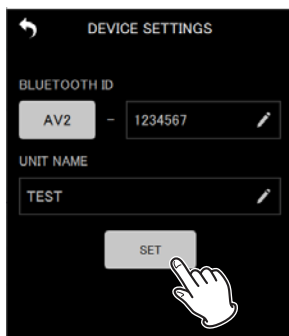 DEVICE SETTINGS
BLUETOOTH ID
AV2 - 1234567
UNIT NAME
TEST
SET